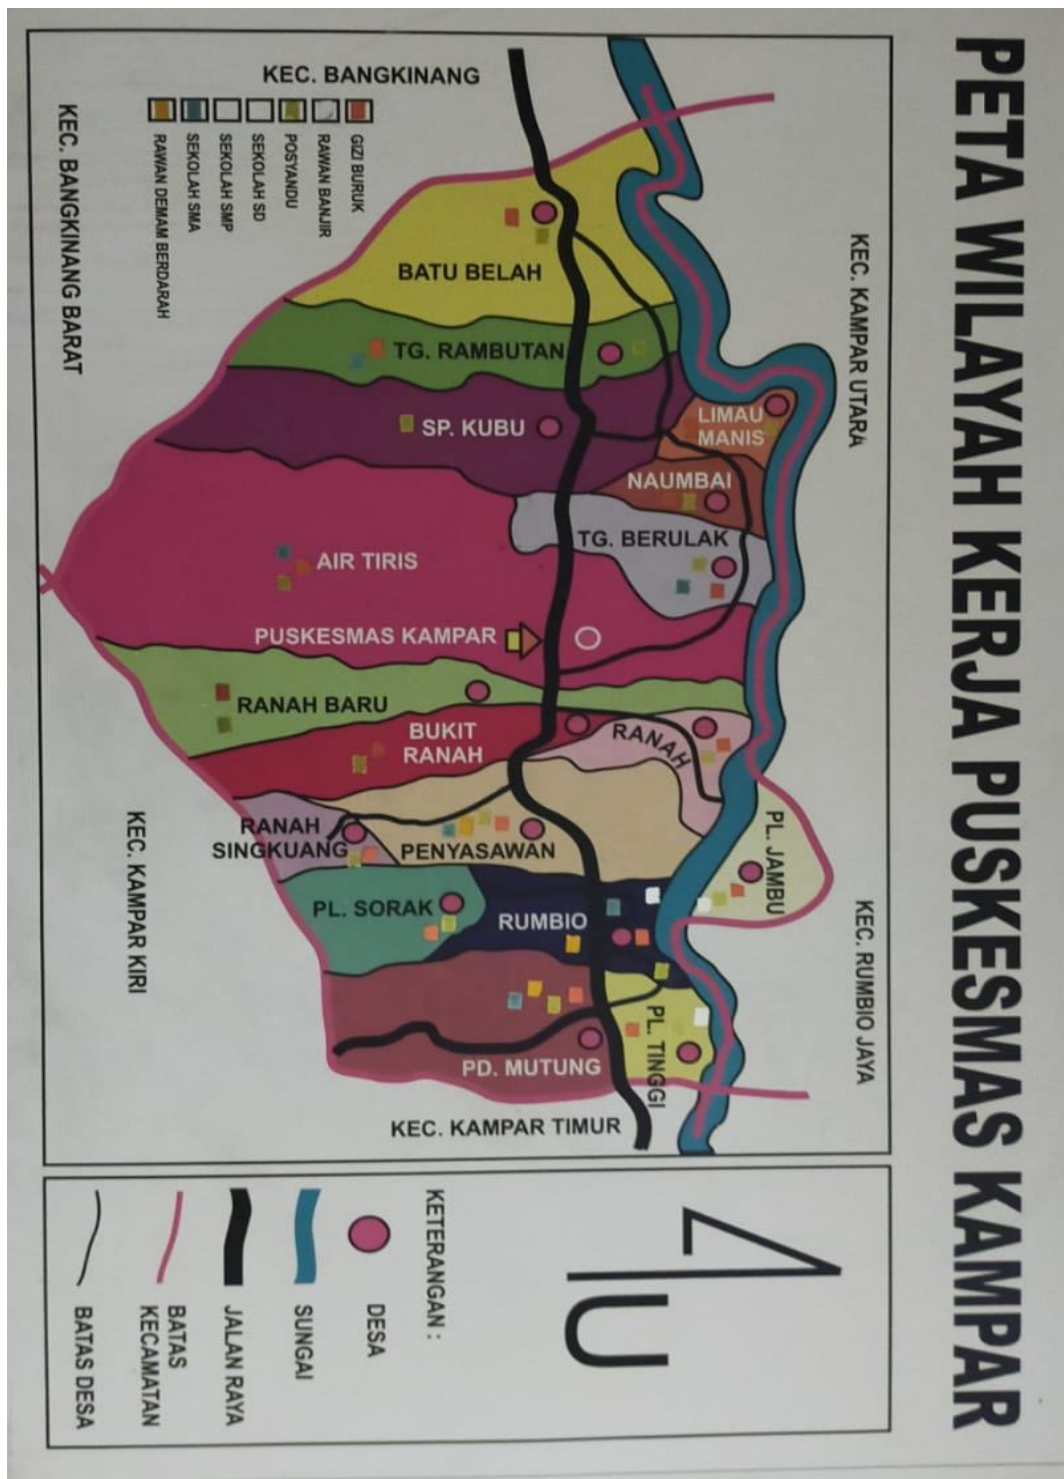 PETA WILAYAH KERJA PUSKESMAS KAMPAR
KEC. BANGKINANG
KEC. KAMPAR UTARA
KEC. BANGKINANG BARAT
GIZI BURUK
RAWAN BANJIR
POSYANDU
SEKOLAH SD
SEKOLAH SMP
SEKOLAH SMA
RAWAN DEMAM BERDARAH
BATU BELAH
TG. RAMBUTAN
SP. KUBU
LIMAU
MANIS
NAUMBAI
TG. BERULAK
AIR TIRIS
PUSKESMAS KAMPAR
RANAH BARU
BUKIT
RANAH
RANAH
RANAH
SINGKUANG
PENYASAWAN
PL. JAMBU
PL. SORAK
RUMBIO
PL. TINGGI
PD. MUTUNG
KEC. RUMBIO JAYA
KEC. KAMPAR KIRI
KEC. KAMPAR TIMUR
U
KETERANGAN :
DESA
SUNGAI
JALAN RAYA
BATAS
KECAMATAN
BATAS DESA